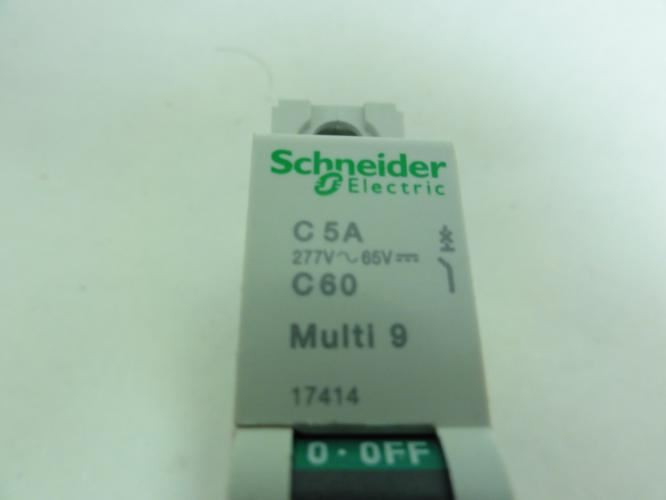 Schneider
Electric
C 5A
277V~65V⎓
C60
Multi 9
17414
0·OFF